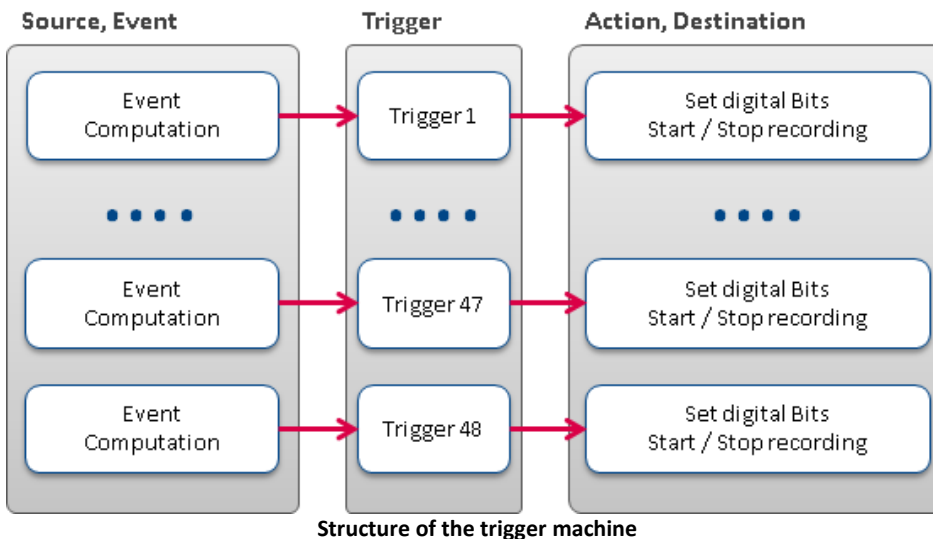 Source, Event
Trigger
Action, Destination
Event
Computation
Trigger 1
Set digital Bits
Start / Stop recording
Event
Computation
Trigger 47
Set digital Bits
Start / Stop recording
Event
Computation
Trigger 48
Set digital Bits
Start / Stop recording
Structure of the trigger machine